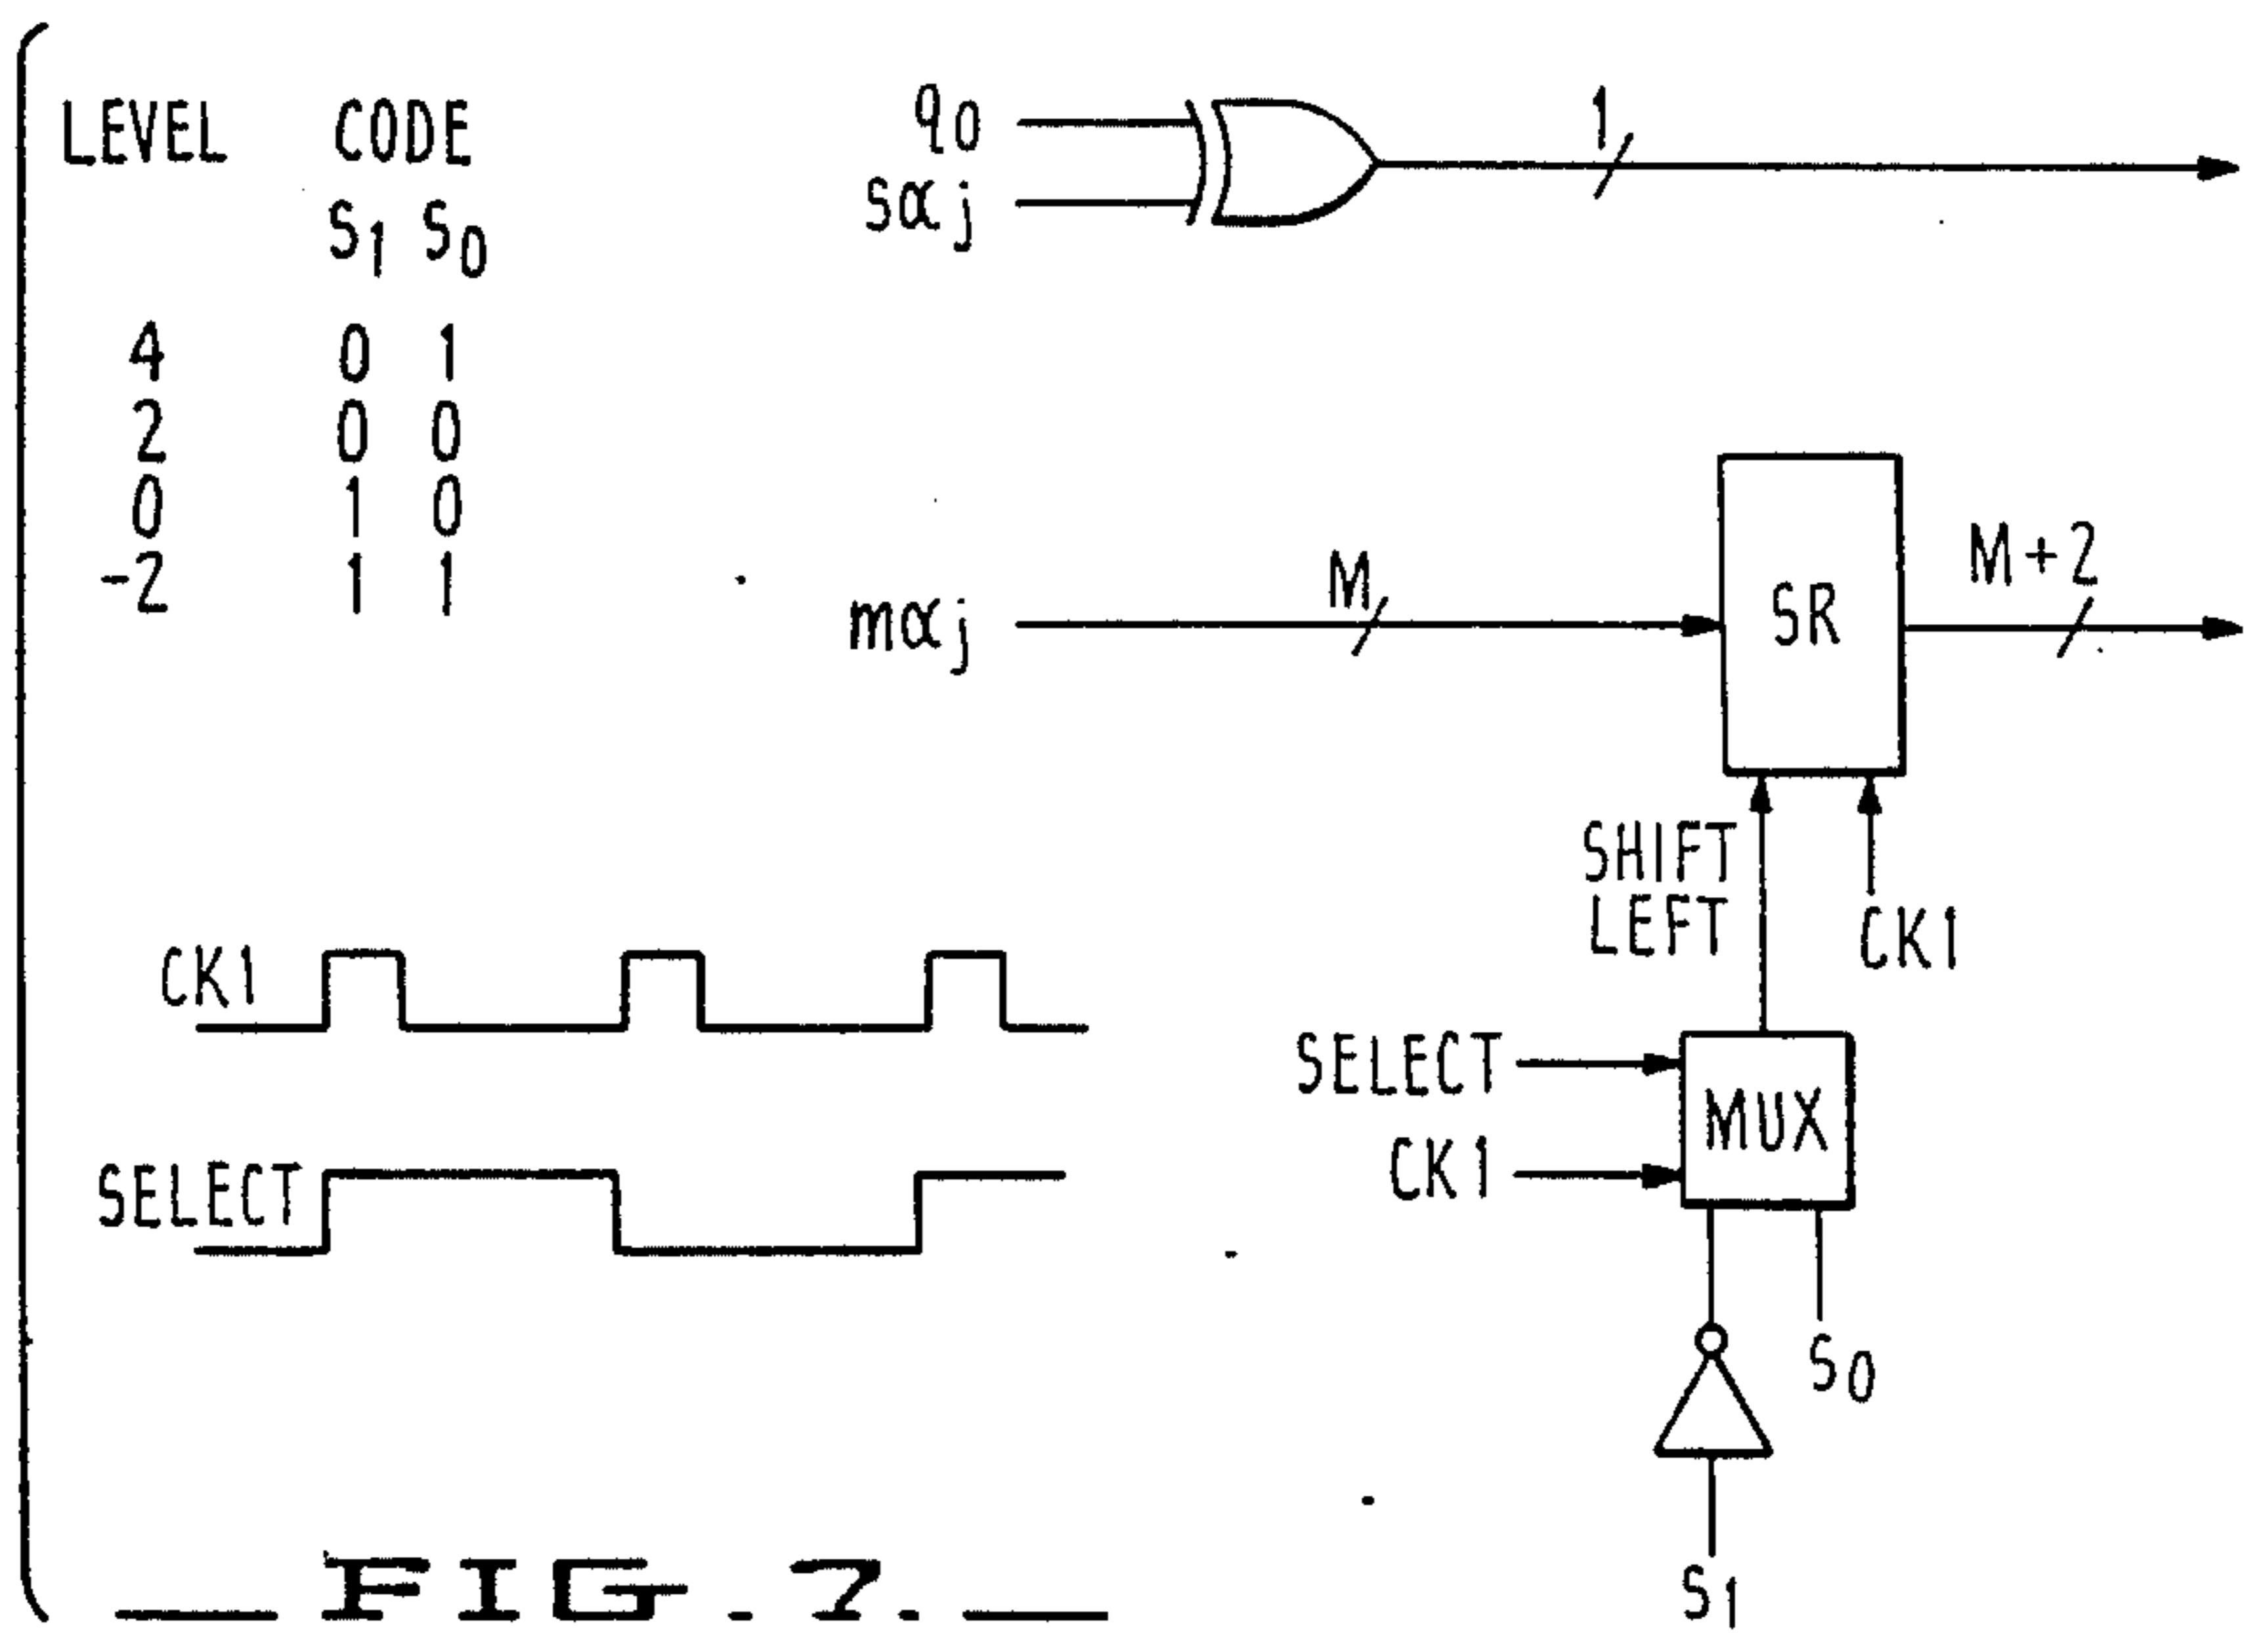 LEVEL CODE
S1 S0
4 0 1
2 0 0
0 1 0
-2 1 1
q0
sαj
1
mαj
M
SR
M+2
SHIFT
LEFT
CK1
CK1
SELECT
SELECT
CK1
MUX
S0
S1
FIG. 7.